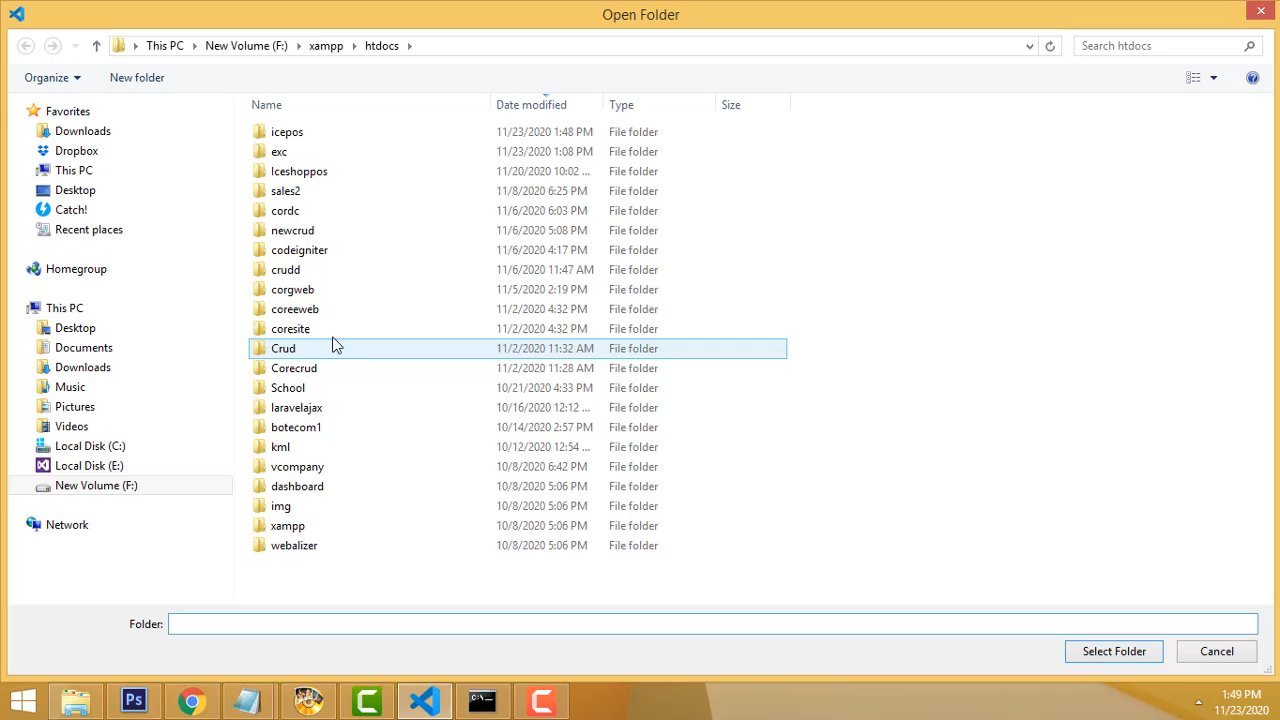 Open Folder
This PC New Volume (F:) xampp htdocs Search htdocs
Organize New folder
Name Date modified Type Size
Favorites
Downloads
Dropbox
This PC
Desktop
Catch!
Recent places
Homegroup
This PC
Desktop
Documents
Downloads
Music
Pictures
Videos
Local Disk (C:)
Local Disk (E:)
New Volume (F:)
Network
icepos 11/23/2020 1:48 PM File folder
exc 11/23/2020 1:08 PM File folder
Iceshoppos 11/20/2020 10:02 ... File folder
sales2 11/8/2020 6:25 PM File folder
cordc 11/6/2020 6:03 PM File folder
newcrud 11/6/2020 5:08 PM File folder
codeigniter 11/6/2020 4:17 PM File folder
crudd 11/6/2020 11:47 AM File folder
corgweb 11/5/2020 2:19 PM File folder
coreeweb 11/2/2020 4:32 PM File folder
coresite 11/2/2020 4:32 PM File folder
Crud 11/2/2020 11:32 AM File folder
Corecrud 11/2/2020 11:28 AM File folder
School 10/21/2020 4:33 PM File folder
laravelajax 10/16/2020 12:12 ... File folder
botecom1 10/14/2020 2:57 PM File folder
kml 10/12/2020 12:54 ... File folder
vcompany 10/8/2020 6:42 PM File folder
dashboard 10/8/2020 5:06 PM File folder
img 10/8/2020 5:06 PM File folder
xampp 10/8/2020 5:06 PM File folder
webalizer 10/8/2020 5:06 PM File folder
Folder:
Select Folder Cancel
Ps
1:49 PM
11/23/2020